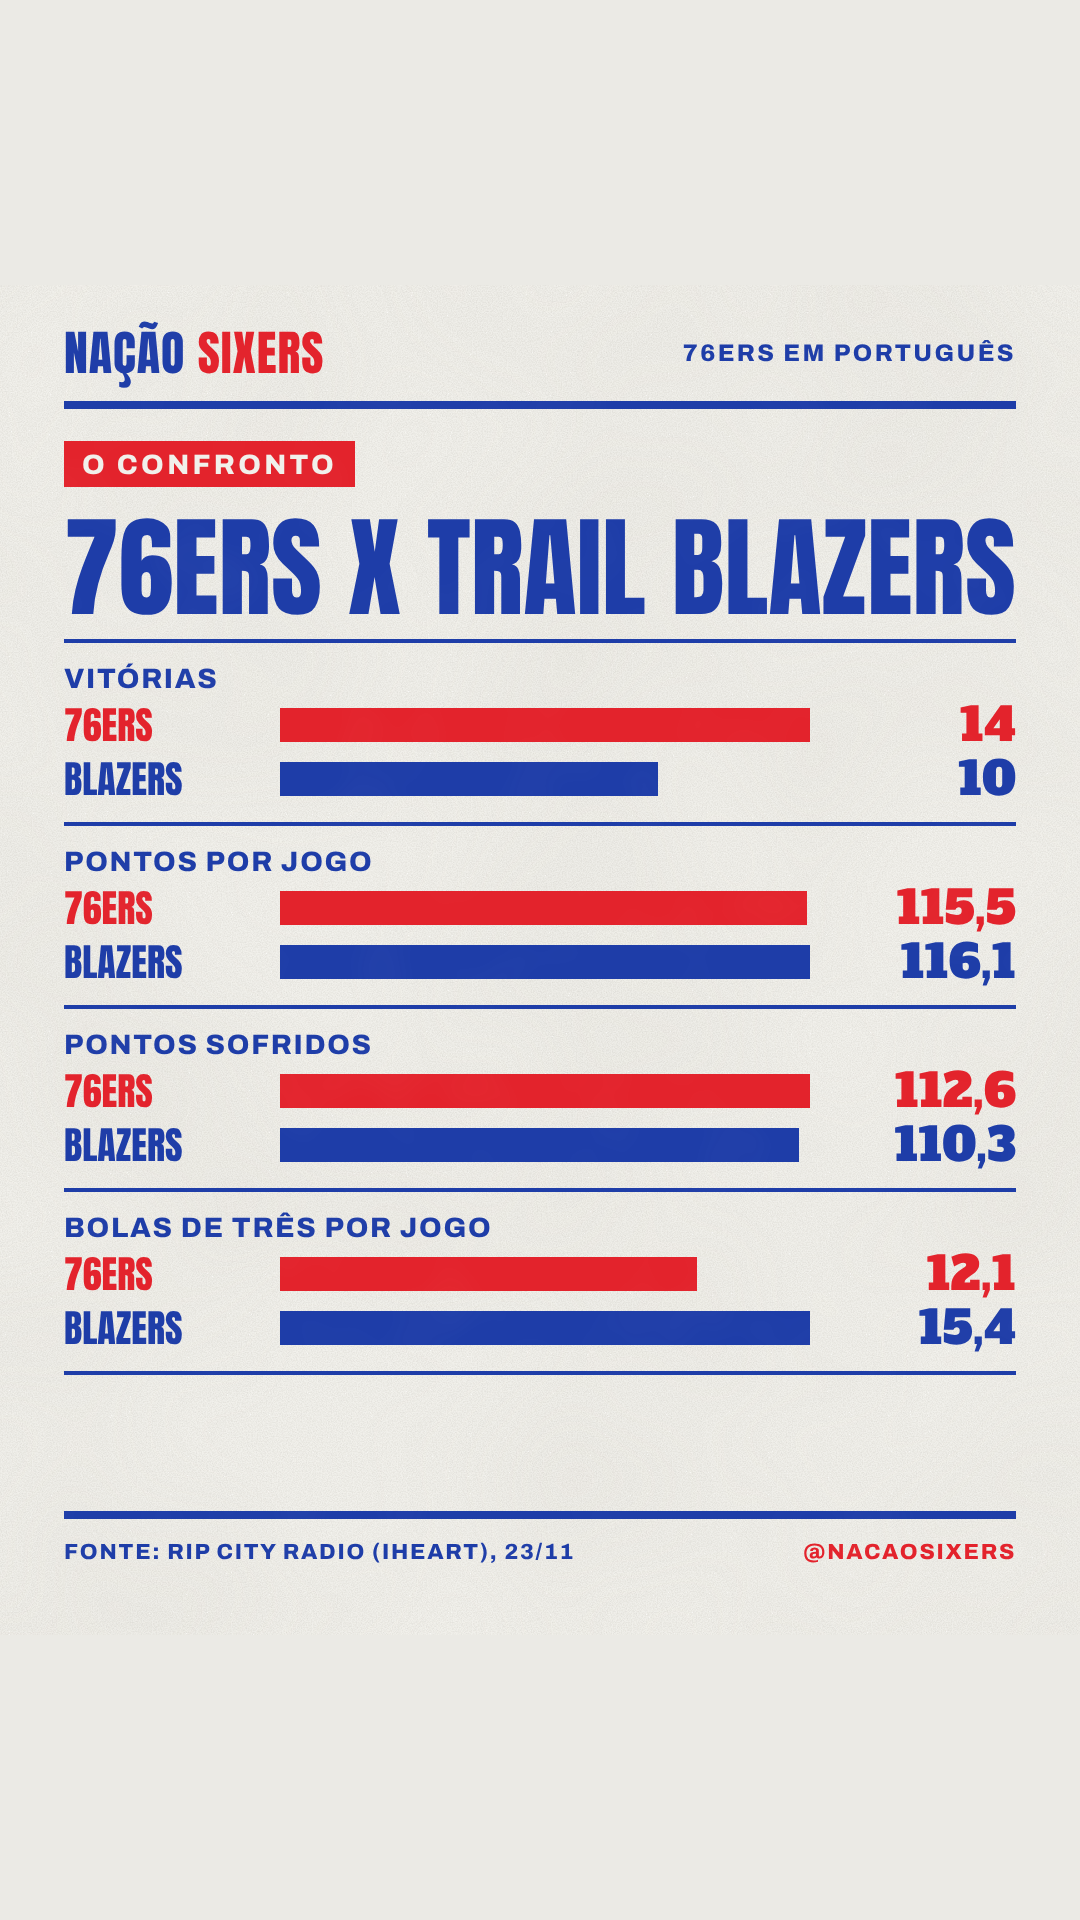 NAÇÃO SIXERS
76ERS EM PORTUGUÊS
O CONFRONTO
76ERS X TRAIL BLAZERS
VITÓRIAS
76ERS 14
BLAZERS 10
PONTOS POR JOGO
76ERS 115,5
BLAZERS 116,1
PONTOS SOFRIDOS
76ERS 112,6
BLAZERS 110,3
BOLAS DE TRÊS POR JOGO
76ERS 12,1
BLAZERS 15,4
FONTE: RIP CITY RADIO (IHEART), 23/11
@NACAOSIXERS